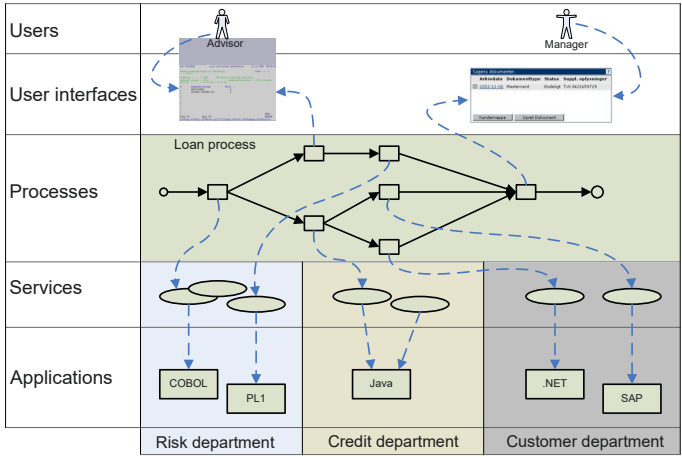 Users
Advisor
Manager
User interfaces
Sagens dokumenter
Arkivdato Dokumenttype Status Suppl. oplysninger
2003-12-06 Mastercard Endeligt Tvš:3421659729
Kundemappe Opret Dokument
Loan process
Processes
Services
Applications
COBOL
PL1
Java
.NET
SAP
Risk department
Credit department
Customer department